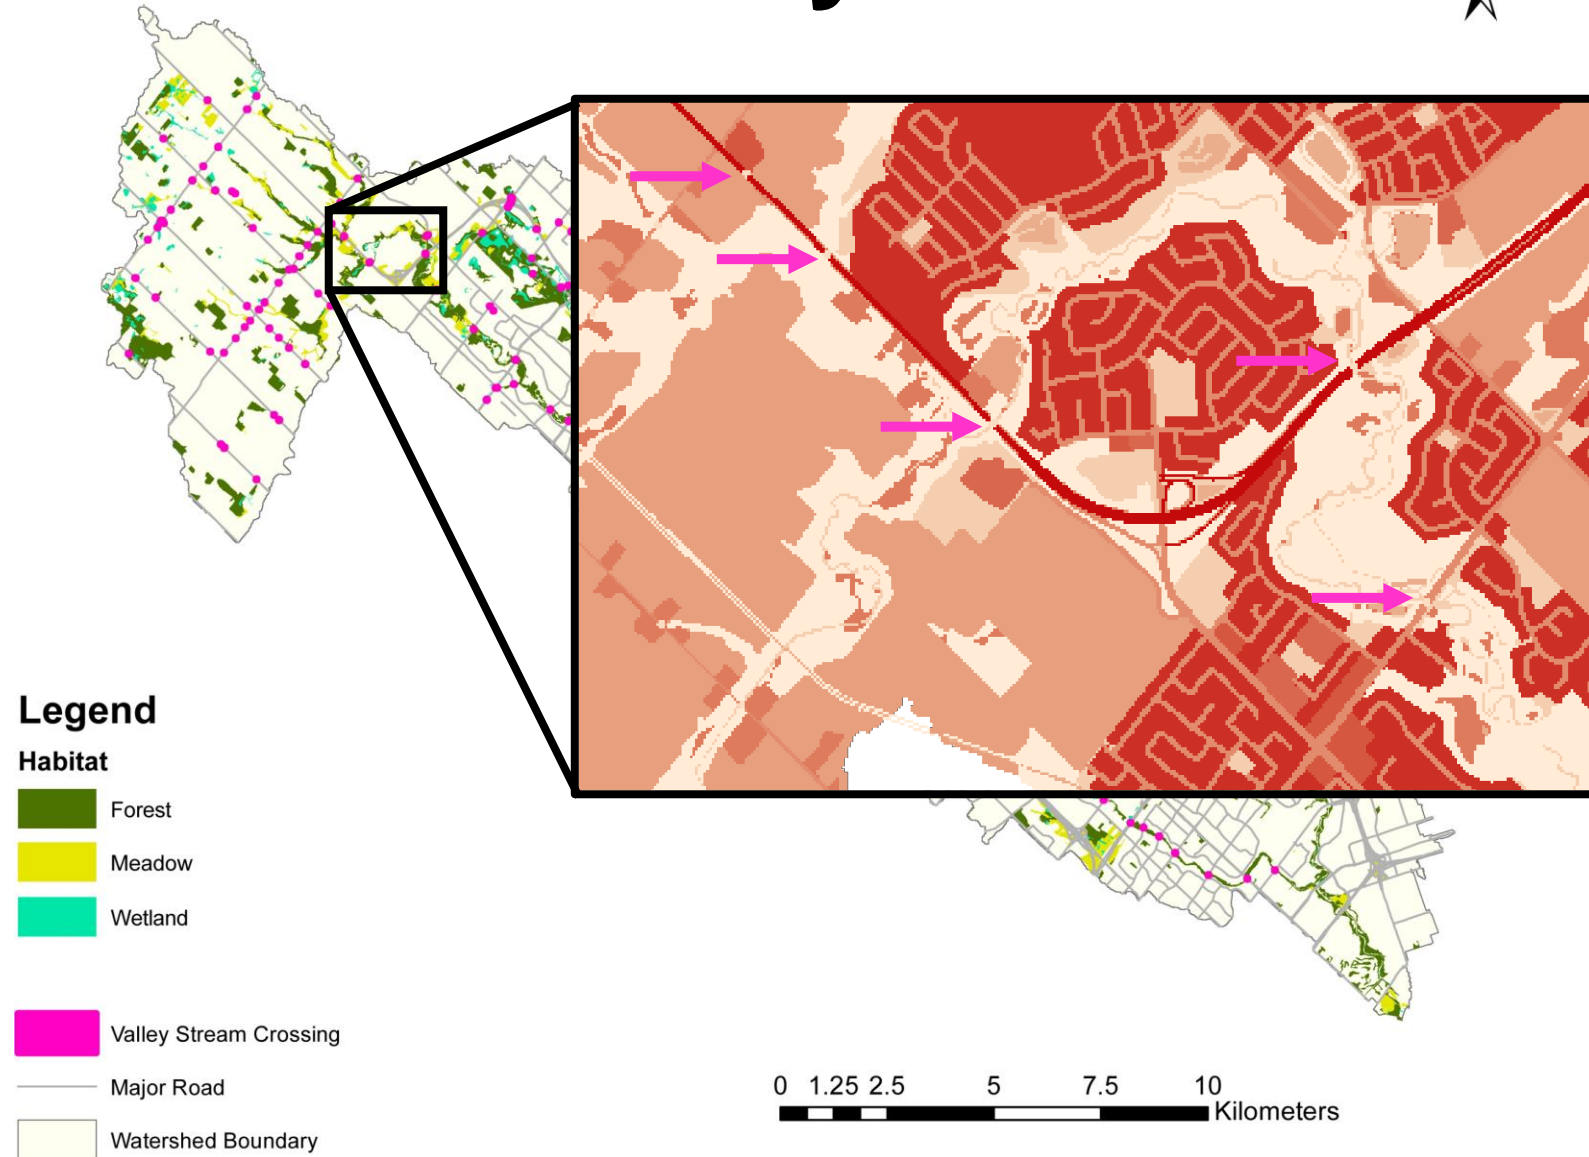 Legend
Habitat
Forest
Meadow
Wetland
Valley Stream Crossing
Major Road
Watershed Boundary
0 1.25 2.5 5 7.5 10
Kilometers